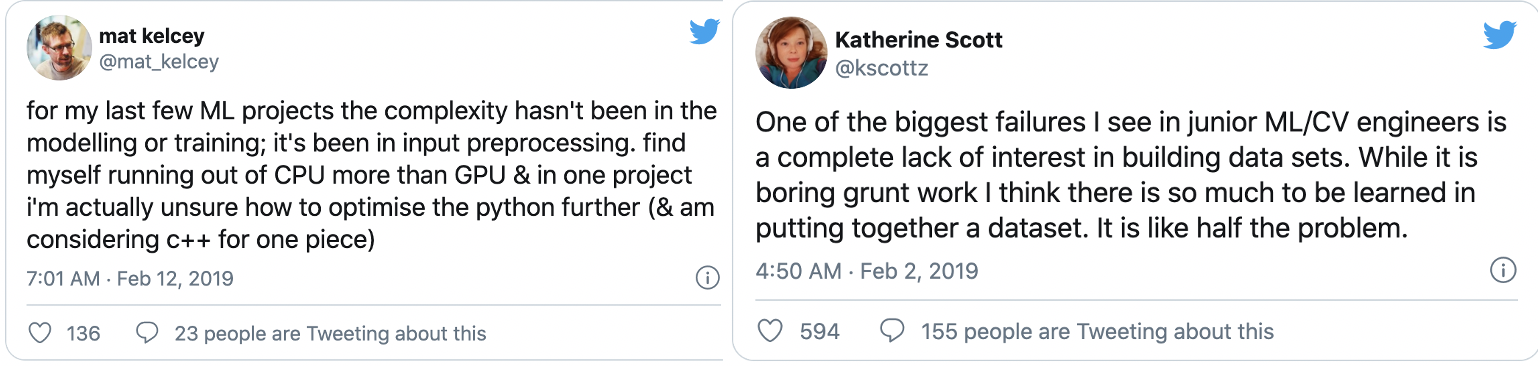 mat kelcey
@mat_kelcey
for my last few ML projects the complexity hasn't been in the
modelling or training; it's been in input preprocessing. find
myself running out of CPU more than GPU & in one project
i'm actually unsure how to optimise the python further (& am
considering c++ for one piece)
7:01 AM · Feb 12, 2019
136 23 people are Tweeting about this
Katherine Scott
@kscottz
One of the biggest failures I see in junior ML/CV engineers is
a complete lack of interest in building data sets. While it is
boring grunt work I think there is so much to be learned in
putting together a dataset. It is like half the problem.
4:50 AM · Feb 2, 2019
594 155 people are Tweeting about this